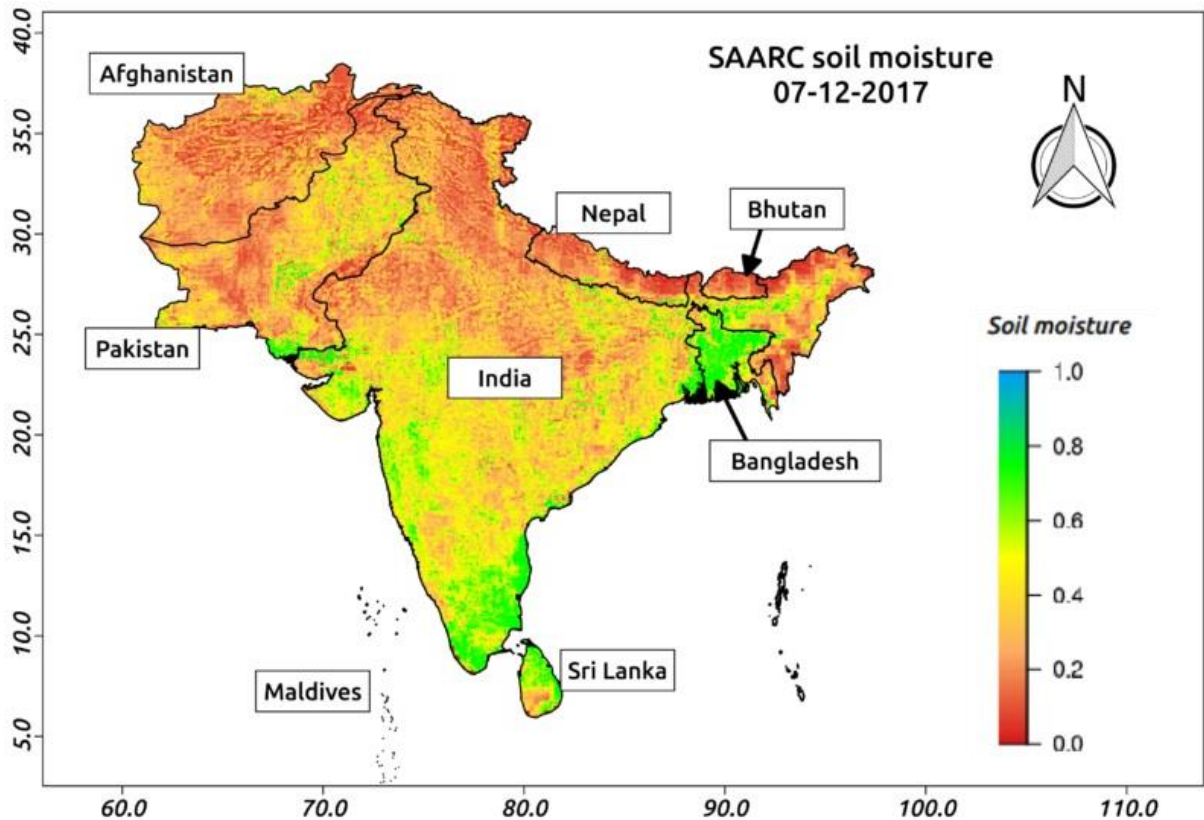 SAARC soil moisture
07-12-2017
N
Afghanistan
Nepal
Bhutan
Pakistan
India
Bangladesh
Sri Lanka
Maldives
Soil moisture
1.0
0.8
0.6
0.4
0.2
0.0
40.0
35.0
30.0
25.0
20.0
15.0
10.0
5.0
60.0 70.0 80.0 90.0 100.0 110.0